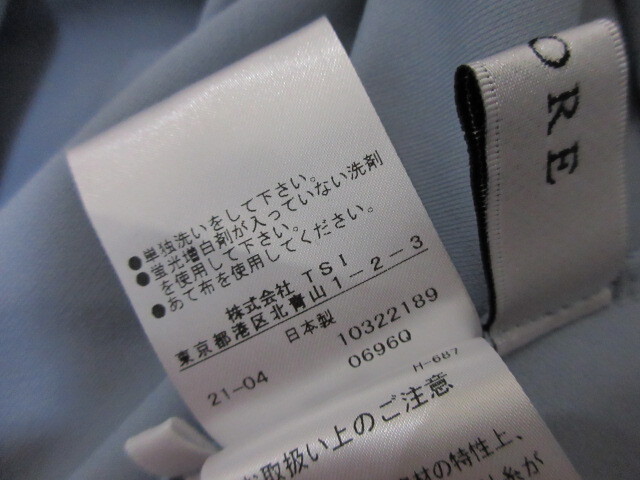 ●単独洗いをして下さい。
●蛍光増白剤が入っていない洗剤
を使用して下さい。
●あて布を使用してください。
株式会社 TSI
東京都港区北青山1-2-3
日本製
10322189
21-04
0696Q
H-687
取扱い上のご注意
の特性上、
糸が
ORE